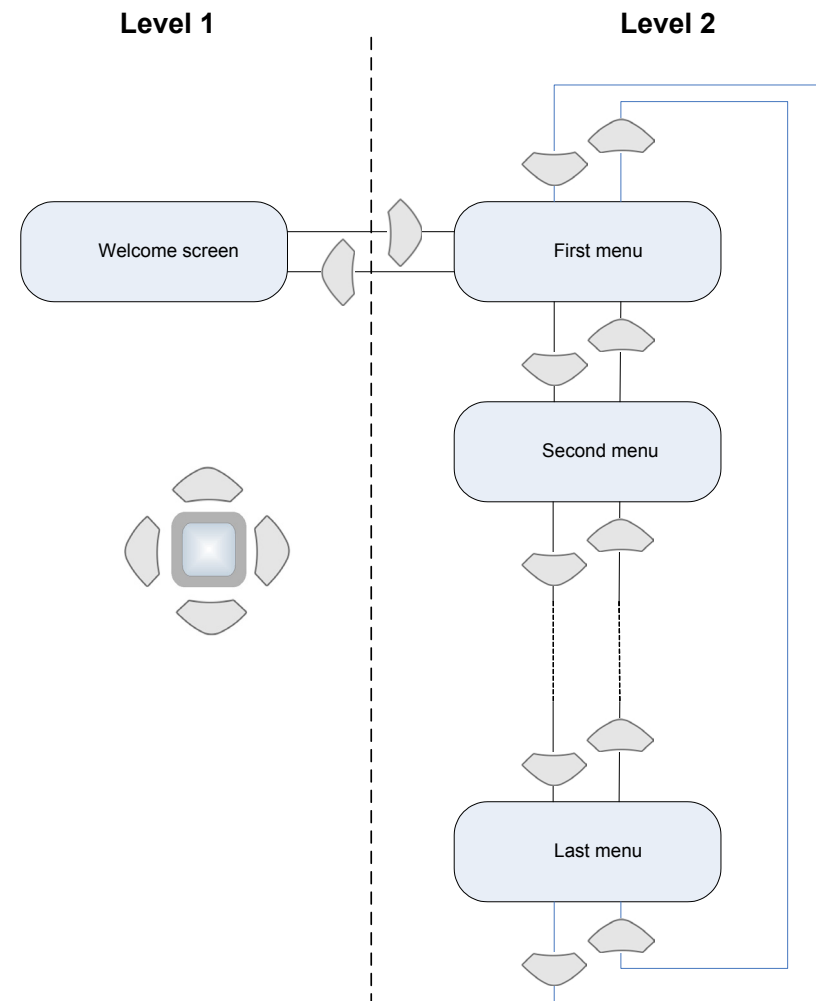 Level 1
Level 2
Welcome screen
First menu
Second menu
Last menu